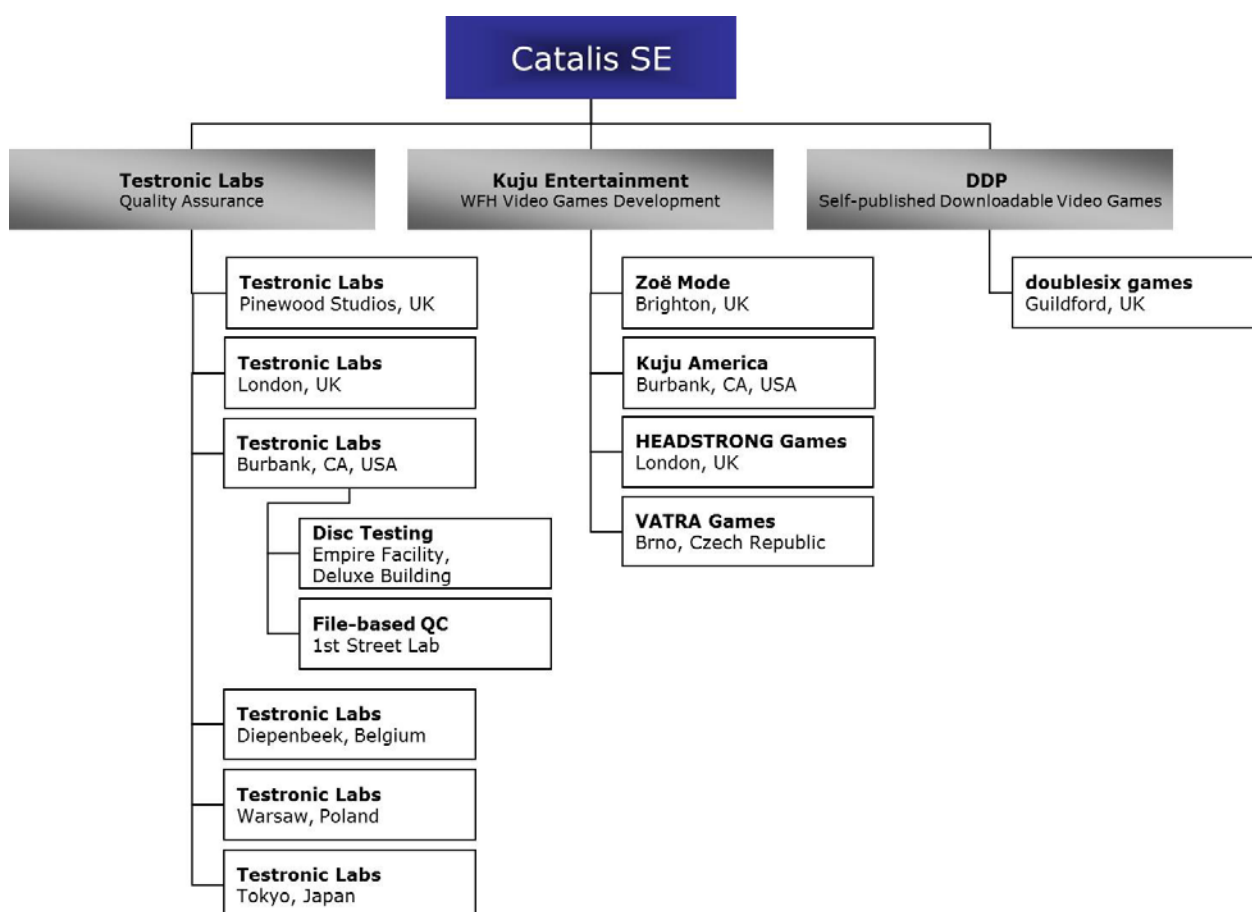 Catalis SE
Testronic Labs
Quality Assurance
Kuju Entertainment
WFH Video Games Development
DDP
Self-published Downloadable Video Games
Testronic Labs
Pinewood Studios, UK
Testronic Labs
London, UK
Testronic Labs
Burbank, CA, USA
Disc Testing
Empire Facility,
Deluxe Building
File-based QC
1st Street Lab
Testronic Labs
Diepenbeek, Belgium
Testronic Labs
Warsaw, Poland
Testronic Labs
Tokyo, Japan
Zoë Mode
Brighton, UK
Kuju America
Burbank, CA, USA
HEADSTRONG Games
London, UK
VATRA Games
Brno, Czech Republic
doublesix games
Guildford, UK